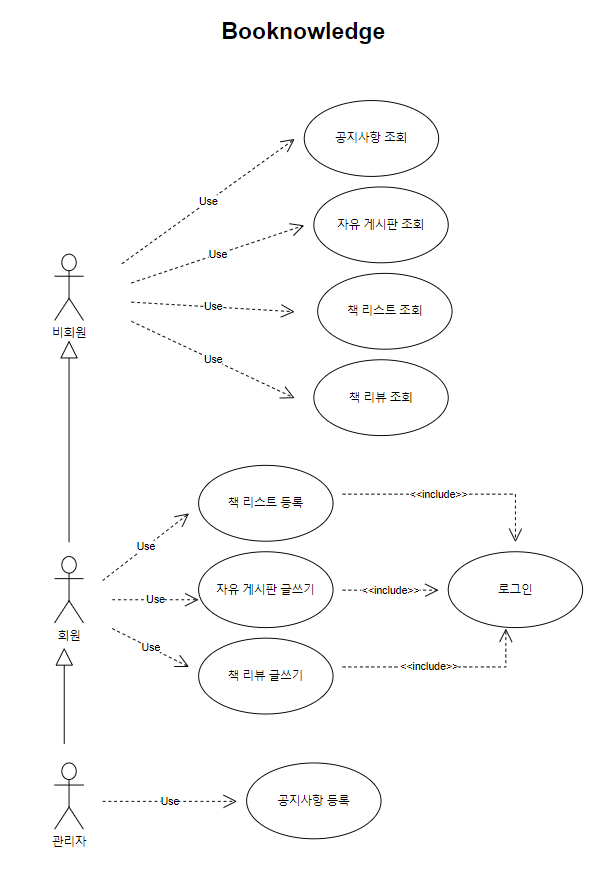 Booknowledge
공지사항 조회
Use
자유 게시판 조회
Use
책 리스트 조회
Use
비회원
책 리뷰 조회
Use
책 리스트 등록
<<include>>
Use
자유 게시판 글쓰기
<<include>>
로그인
Use
회원
Use
책 리뷰 글쓰기
<<include>>
공지사항 등록
Use
관리자